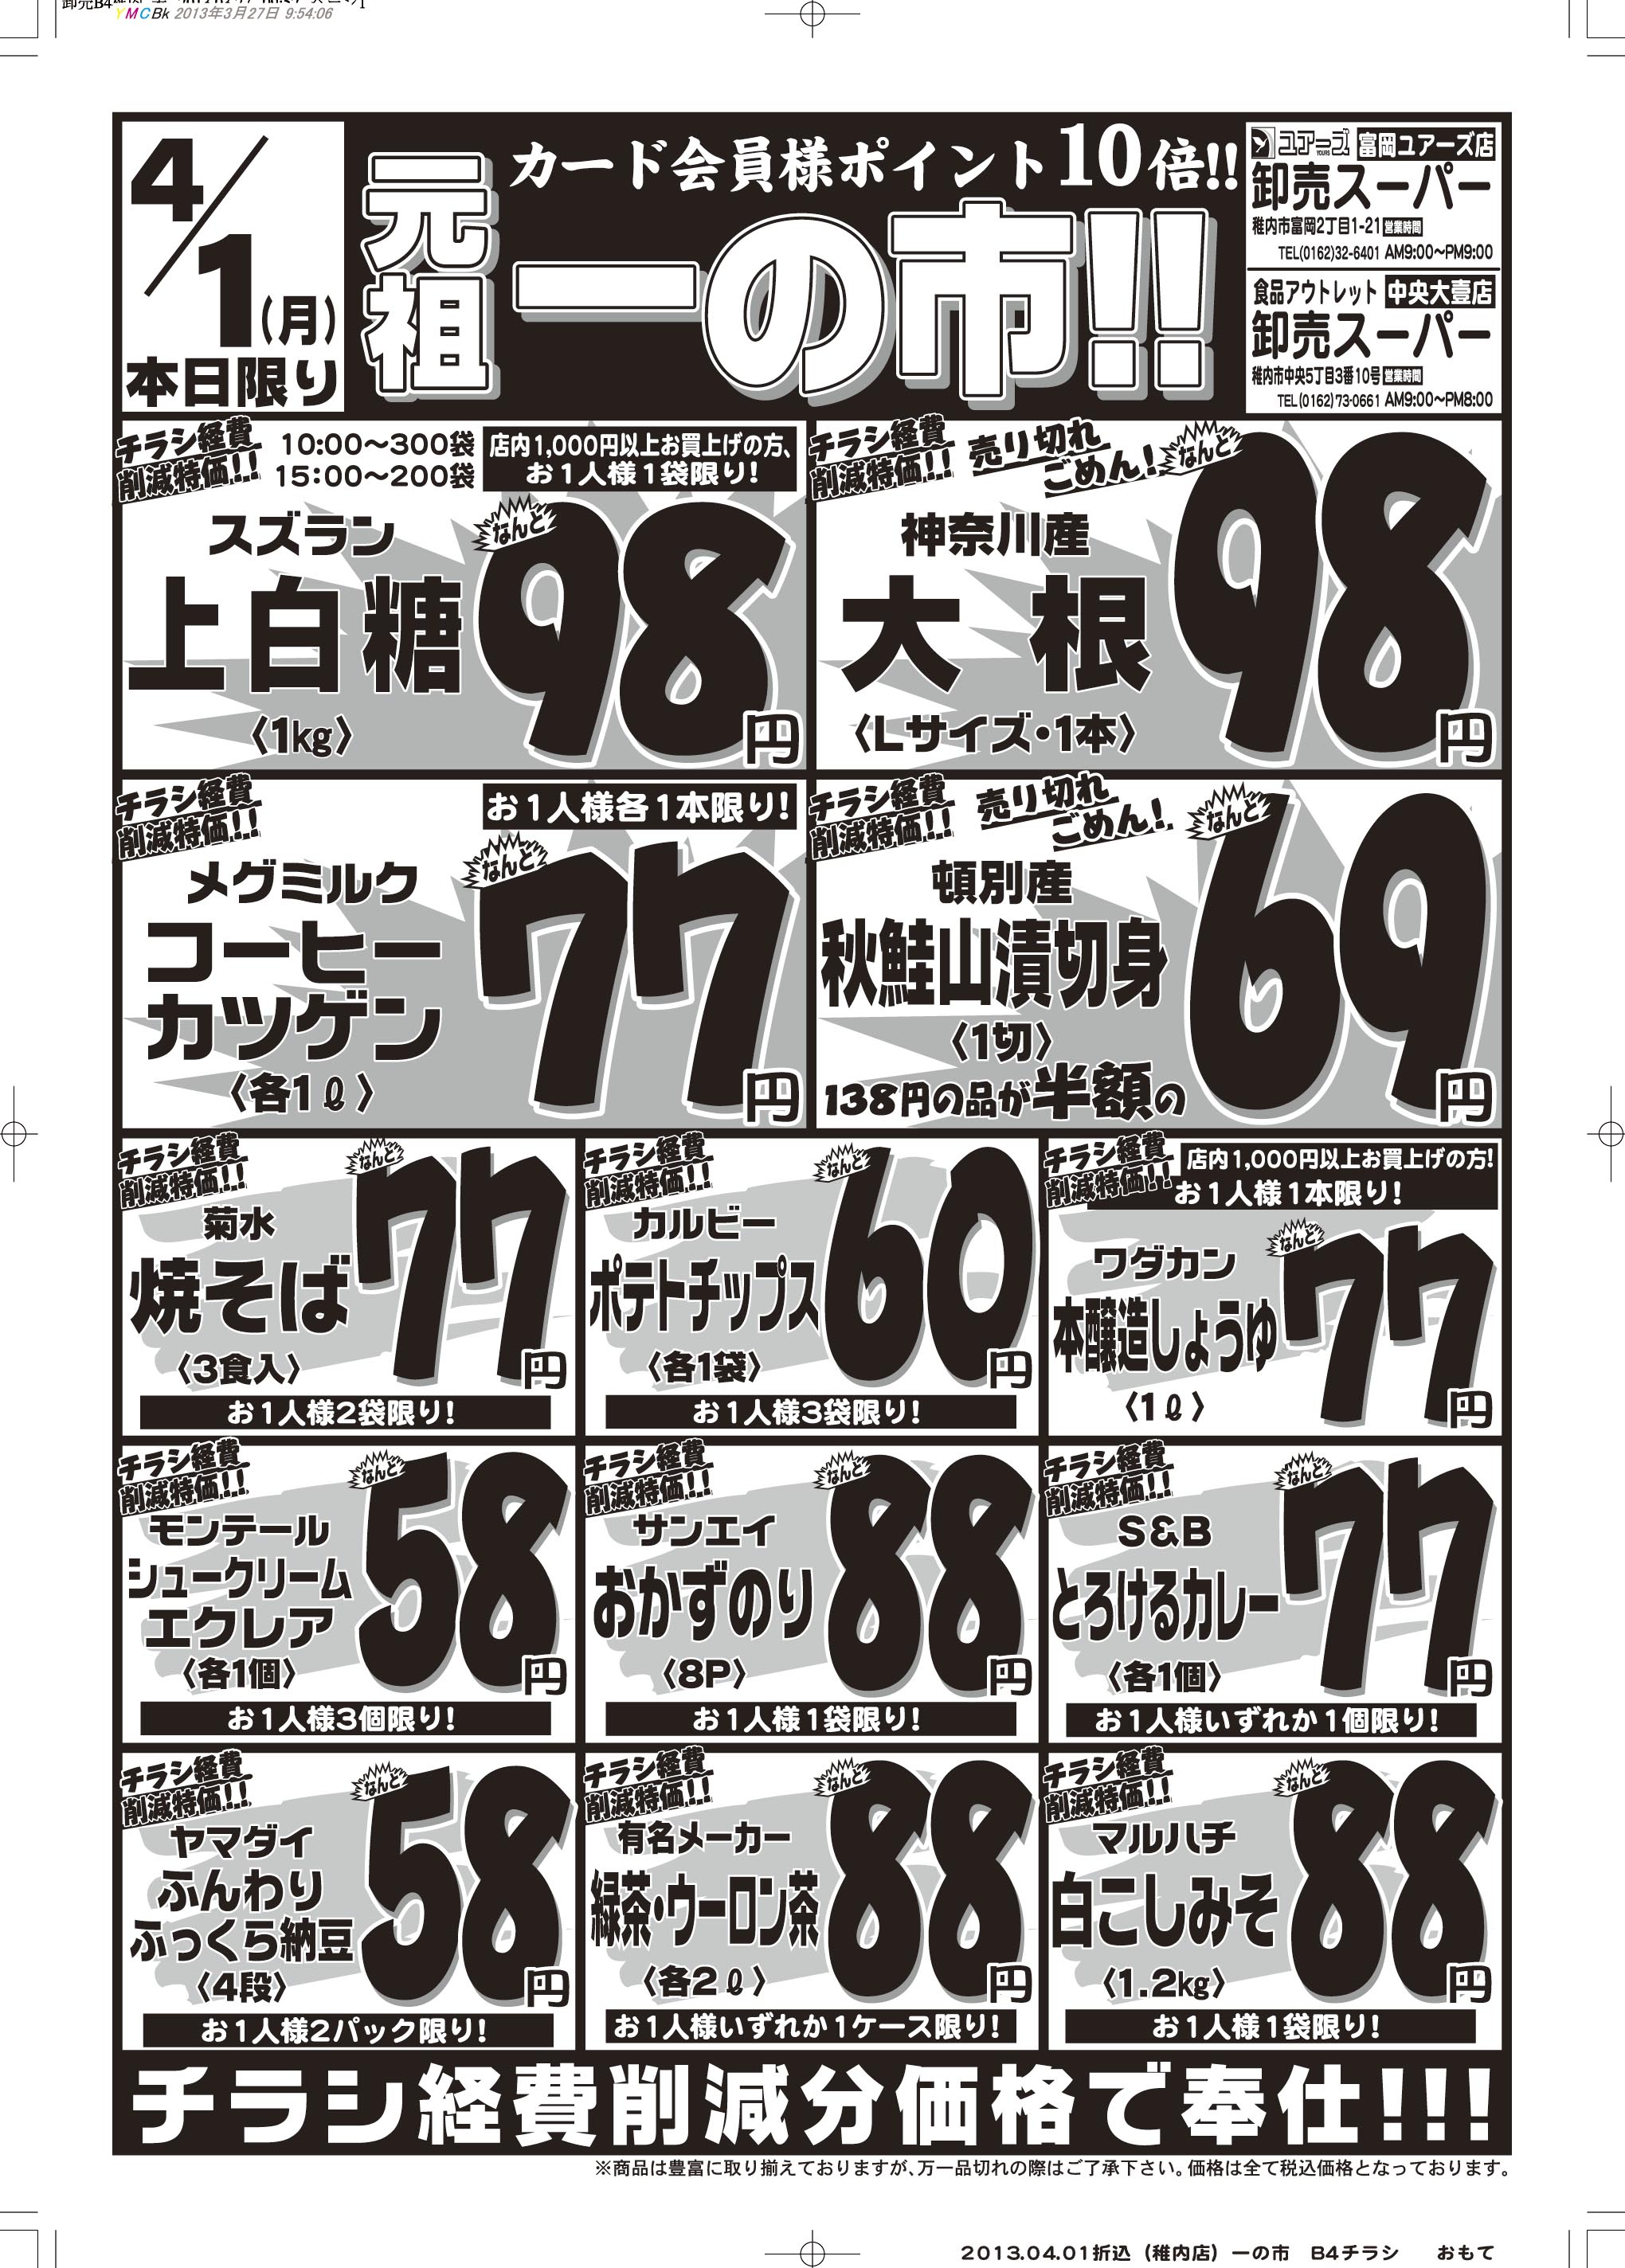 YMCBk 2013年3月27日 9:54:06
4/1(月)
本日限り
カード会員様ポイント10倍!!
元祖
一の市!!
ユアーズ YOURS 富岡ユアーズ店
卸売スーパー
稚内市富岡2丁目1-21 営業時間
TEL(0162)32-6401 AM9:00〜PM9:00
食品アウトレット 中央大壹店
卸売スーパー
稚内市中央5丁目3番10号 営業時間
TEL(0162)73-0661 AM9:00〜PM8:00
チラシ経費
削減特価!!
10:00〜300袋
15:00〜200袋
店内1,000円以上お買上げの方、
お1人様1袋限り!
スズラン
上白糖
〈1kg〉
なんと
98円
チラシ経費
削減特価!!
売り切れ
ごめん!
神奈川産
大根
〈Lサイズ・1本〉
なんと
98円
チラシ経費
削減特価!!
お1人様各1本限り!
メグミルク
コーヒー
カツゲン
〈各1ℓ〉
なんと
77円
チラシ経費
削減特価!!
売り切れ
ごめん!
頓別産
秋鮭山漬切身
〈1切〉
138円の品が半額の
なんと
69円
チラシ経費
削減特価!!
菊水
焼そば
〈3食入〉
なんと
77円
お1人様2袋限り!
チラシ経費
削減特価!!
カルビー
ポテトチップス
〈各1袋〉
なんと
60円
お1人様3袋限り!
チラシ経費
削減特価!!
店内1,000円以上お買上げの方!
お1人様1本限り!
ワダカン
本醸造しょうゆ
〈1ℓ〉
なんと
77円
チラシ経費
削減特価!!
モンテール
シュークリーム
エクレア
〈各1個〉
なんと
58円
お1人様3個限り!
チラシ経費
削減特価!!
サンエイ
おかずのり
〈8P〉
なんと
88円
お1人様1袋限り!
チラシ経費
削減特価!!
S&B
とろけるカレー
〈各1個〉
なんと
77円
お1人様いずれか1個限り!
チラシ経費
削減特価!!
ヤマダイ
ふんわり
ふっくら納豆
〈4段〉
なんと
58円
お1人様2パック限り!
チラシ経費
削減特価!!
有名メーカー
緑茶・ウーロン茶
〈各2ℓ〉
なんと
88円
お1人様いずれか1ケース限り!
チラシ経費
削減特価!!
マルハチ
白こしみそ
〈1.2kg〉
なんと
88円
お1人様1袋限り!
チラシ経費削減分価格で奉仕!!!
※商品は豊富に取り揃えておりますが、万一品切れの際はご了承下さい。価格は全て税込価格となっております。
2013.04.01折込（稚内店）一の市 B4チラシ おもて